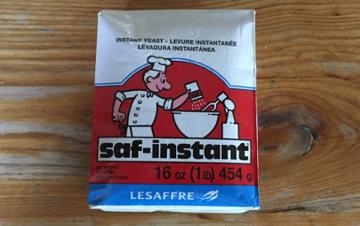 INSTANT YEAST - LEVURE INSTANTANÉE
LEVADURA INSTANTÁNEA
saf-instant
16 oz (1 lb) 454 g
LESAFFRE